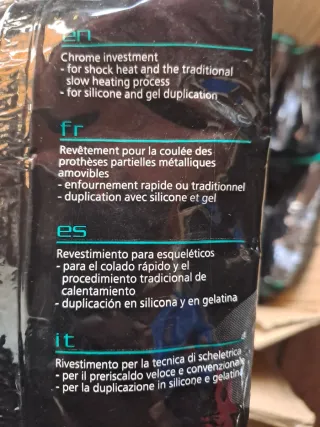 en
Chrome investment
- for shock heat and the traditional
slow heating process
- for silicone and gel duplication
fr
Revêtement pour la coulée des
prothèses partielles métalliques
amovibles
- enfournement rapide ou traditionnel
- duplication avec silicone et gel
es
Revestimiento para esqueléticos
- para el colado rápido y el
procedimiento tradicional de
calentamiento
- duplicación en silicona y en gelatina
it
Rivestimento per la tecnica di scheletrica
- per il preriscaldo veloce e convenzionale
- per la duplicazione in silicone e gelatina